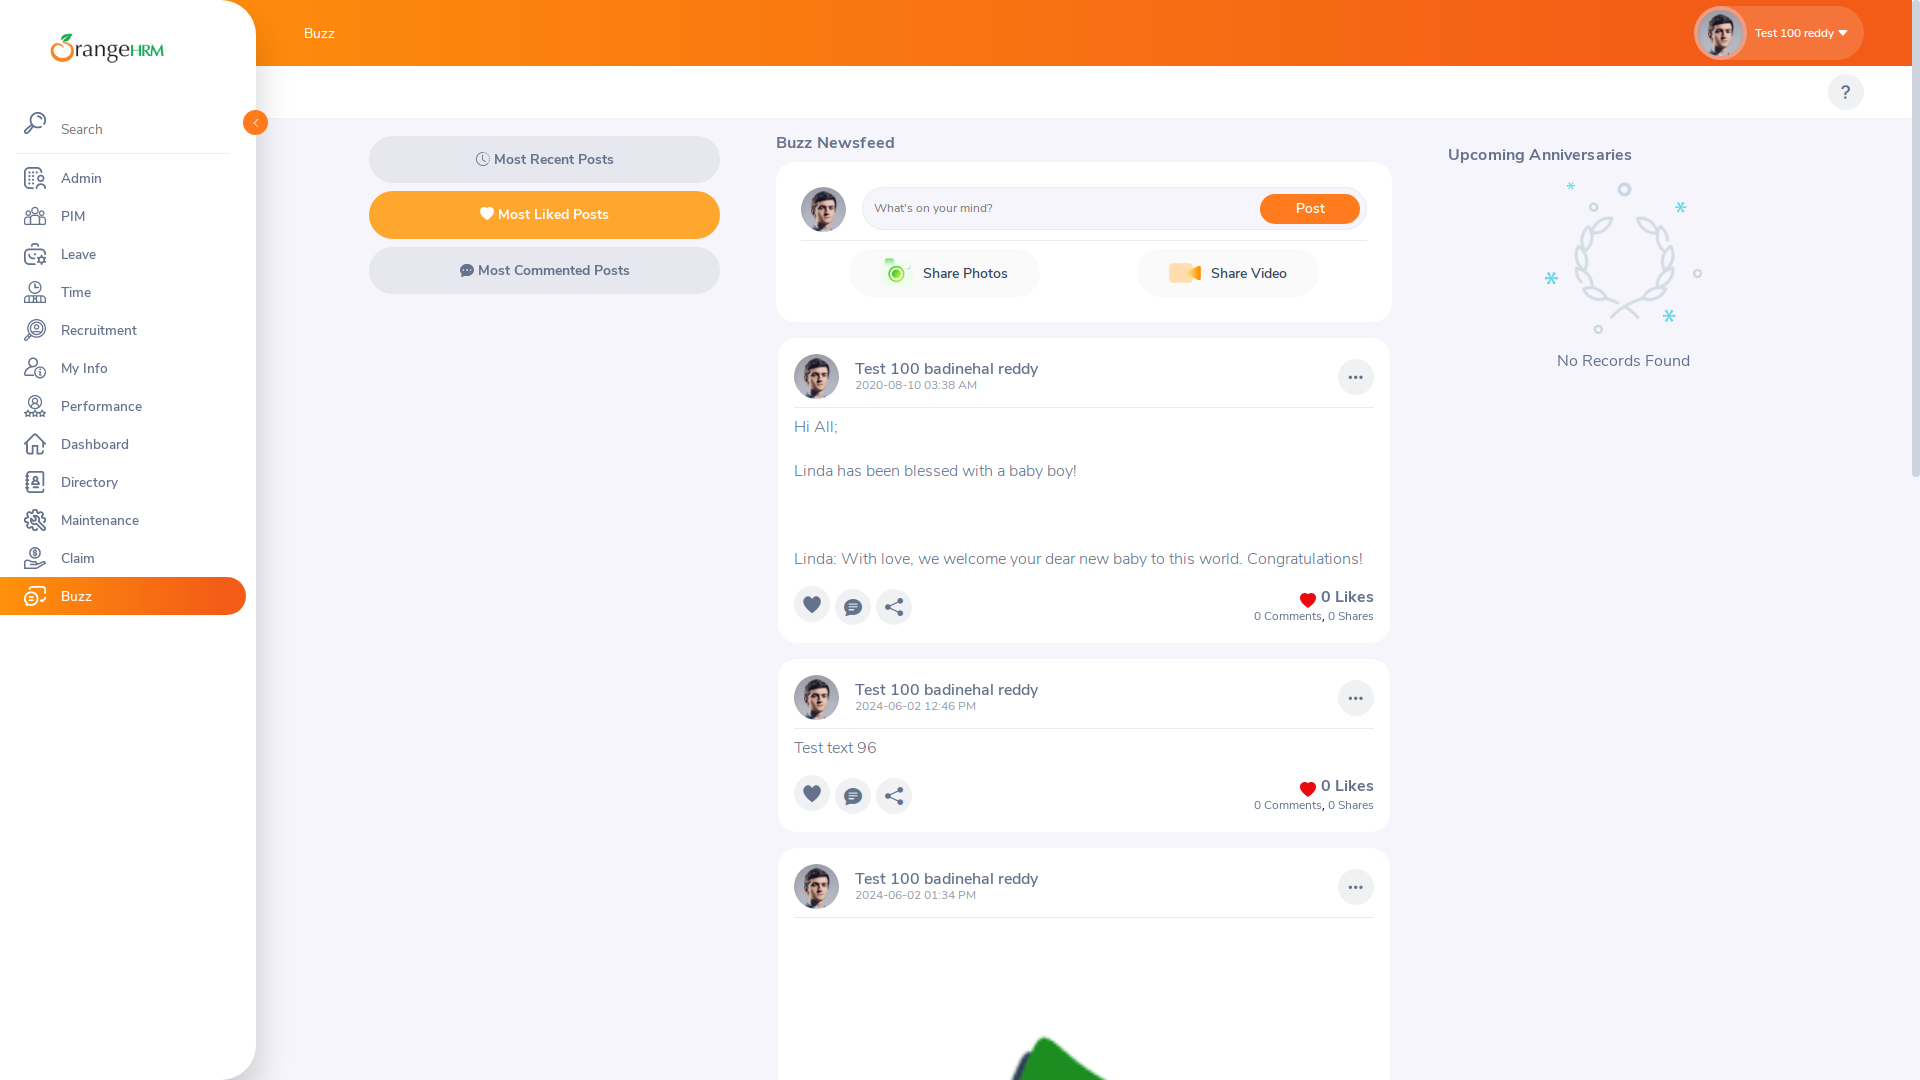 OrangeHRM
Search
Admin
PIM
Leave
Time
Recruitment
My Info
Performance
Dashboard
Directory
Maintenance
Claim
Buzz
Buzz
Test 100 reddy
?
Most Recent Posts
Most Liked Posts
Most Commented Posts
Buzz Newsfeed
What's on your mind?
Post
Share Photos
Share Video
Test 100 badinehal reddy
2020-08-10 03:38 AM
Hi All;
Linda has been blessed with a baby boy!
Linda: With love, we welcome your dear new baby to this world. Congratulations!
0 Likes
0 Comments, 0 Shares
Test 100 badinehal reddy
2024-06-02 12:46 PM
Test text 96
0 Likes
0 Comments, 0 Shares
Test 100 badinehal reddy
2024-06-02 01:34 PM
Upcoming Anniversaries
No Records Found